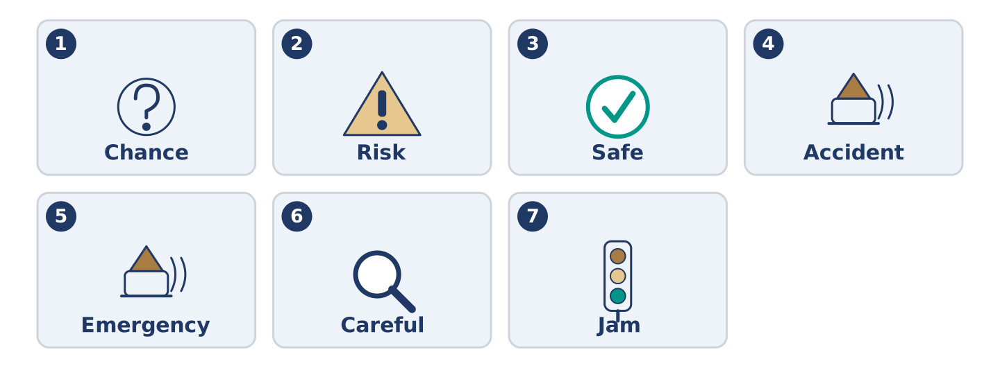 1
Chance
2
Risk
3
Safe
4
Accident
5
Emergency
6
Careful
7
Jam